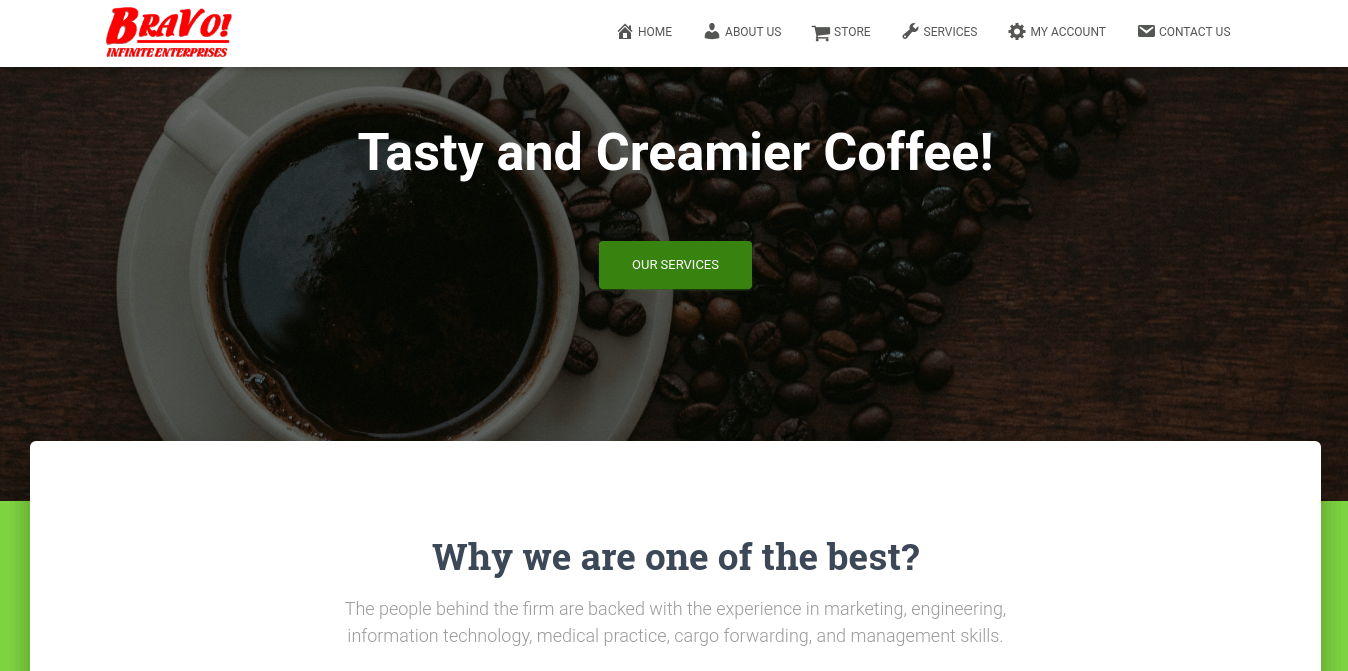 BRAVO!
INFINITE ENTERPRISES
HOME
ABOUT US
STORE
SERVICES
MY ACCOUNT
CONTACT US
Tasty and Creamier Coffee!
OUR SERVICES
Why we are one of the best?
The people behind the firm are backed with the experience in marketing, engineering,
information technology, medical practice, cargo forwarding, and management skills.